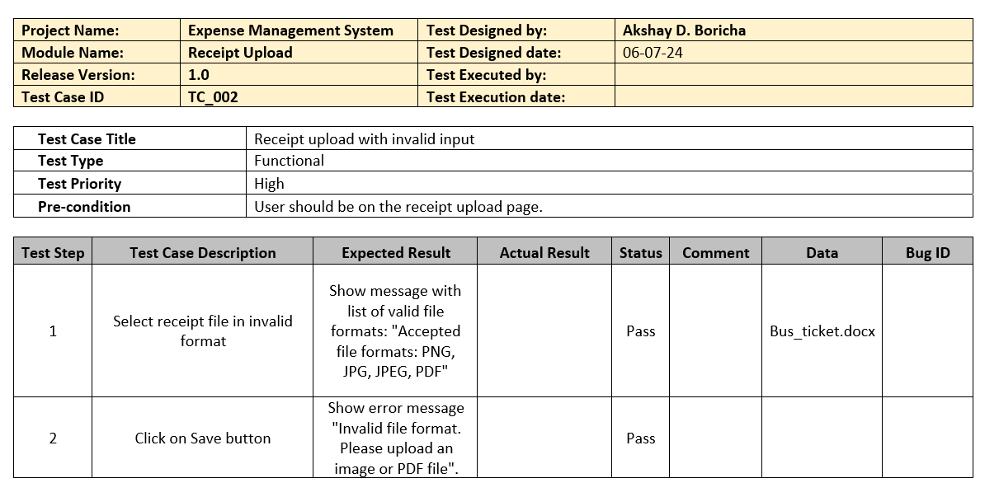 Project Name: Expense Management System Test Designed by: Akshay D. Boricha
Module Name: Receipt Upload Test Designed date: 06-07-24
Release Version: 1.0 Test Executed by:
Test Case ID TC_002 Test Execution date:
Test Case Title Receipt upload with invalid input
Test Type Functional
Test Priority High
Pre-condition User should be on the receipt upload page.
Test Step Test Case Description Expected Result Actual Result Status Comment Data Bug ID
1
Select receipt file in invalid
format
Show message with
list of valid file
formats: "Accepted
file formats: PNG,
JPG, JPEG, PDF"
Pass
Bus_ticket.docx
2
Click on Save button
Show error message
"Invalid file format.
Please upload an
image or PDF file".
Pass